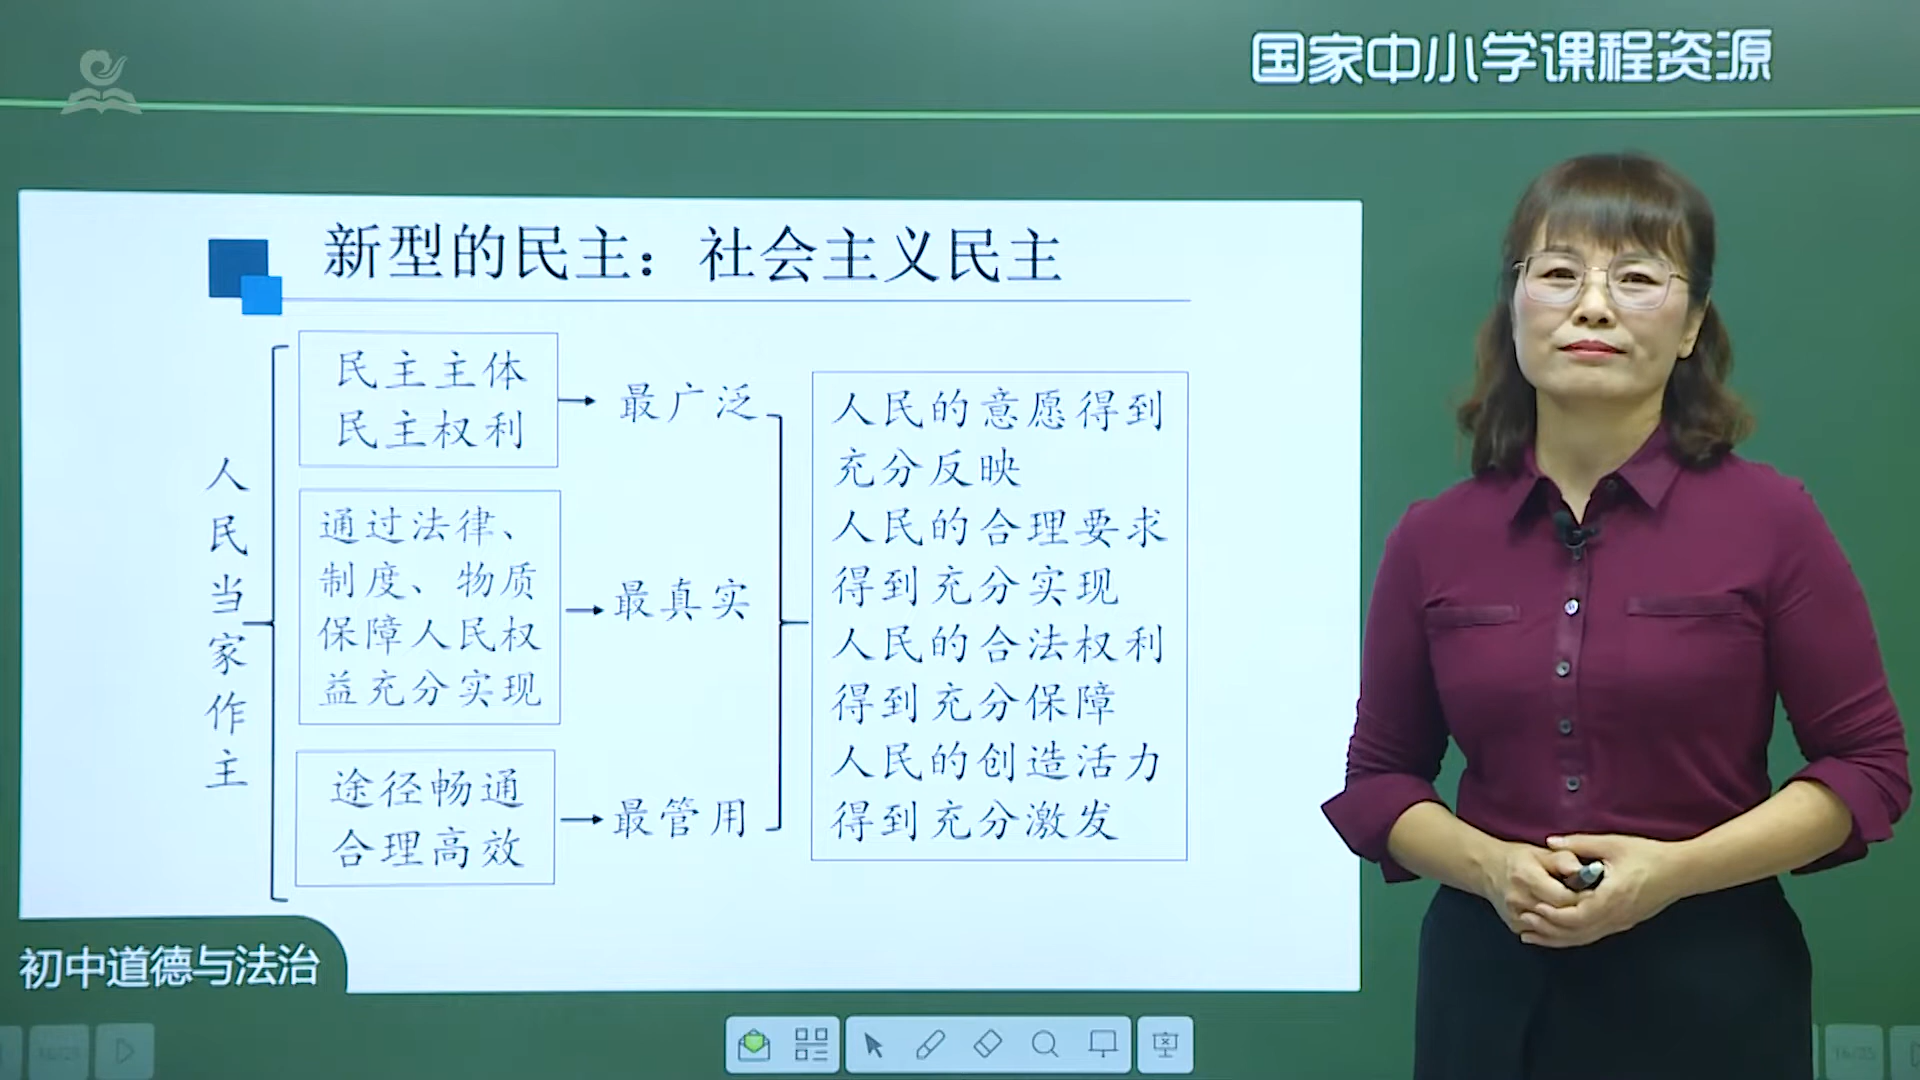 国家中小学课程资源
新型的民主：社会主义民主
人民当家作主
民主主体
民主权利
最广泛
通过法律、
制度、物质
保障人民权
益充分实现
最真实
途径畅通
合理高效
最管用
人民的意愿得到
充分反映
人民的合理要求
得到充分实现
人民的合法权利
得到充分保障
人民的创造活力
得到充分激发
初中道德与法治